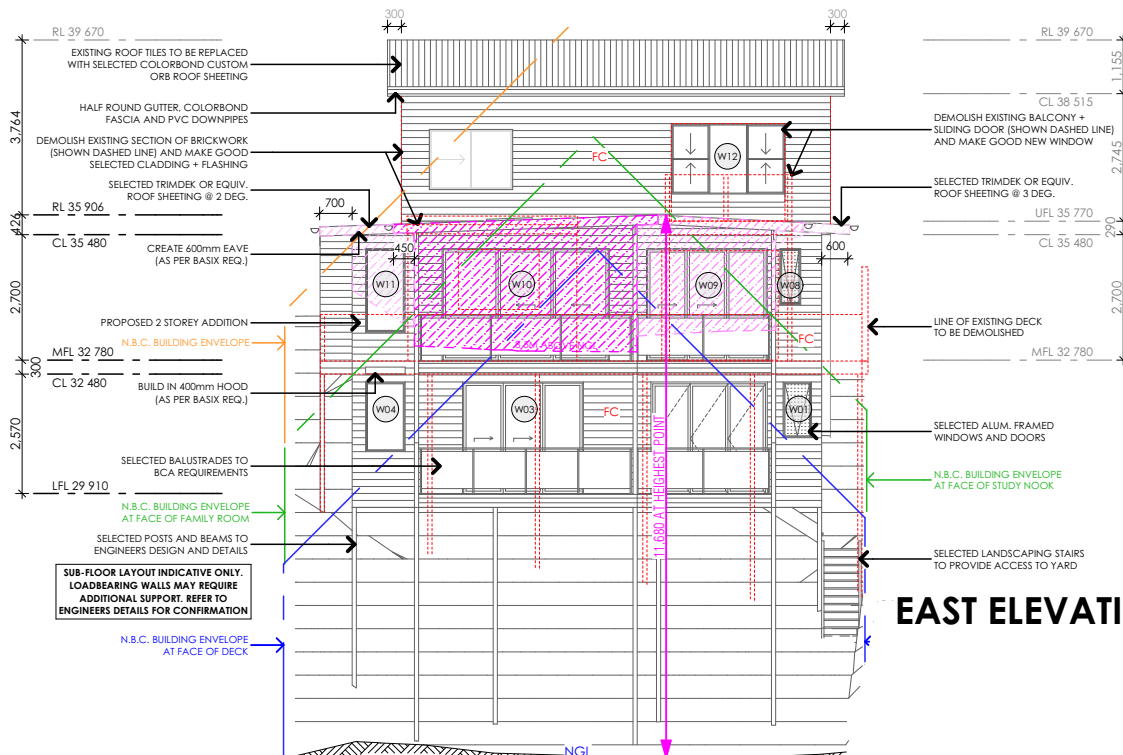 300
300
RL 39 670
RL 39 670
EXISTING ROOF TILES TO BE REPLACED
WITH SELECTED COLORBOND CUSTOM
ORB ROOF SHEETING
1,155
CL 38 515
HALF ROUND GUTTER, COLORBOND
FASCIA AND PVC DOWNPIPES
3,764
DEMOLISH EXISTING BALCONY +
SLIDING DOOR (SHOWN DASHED LINE)
AND MAKE GOOD NEW WINDOW
DEMOLISH EXISTING SECTION OF BRICKWORK
(SHOWN DASHED LINE) AND MAKE GOOD
SELECTED CLADDING + FLASHING
FC
W12
2,745
SELECTED TRIMDEK OR EQUIV.
ROOF SHEETING @ 2 DEG.
SELECTED TRIMDEK OR EQUIV.
ROOF SHEETING @ 3 DEG.
700
RL 35 906
UFL 35 770
426
290
CL 35 480
CL 35 480
CREATE 600mm EAVE
(AS PER BASIX REQ.)
450
600
W11
W10
W09
W08
2,700
2,700
PROPOSED 2 STOREY ADDITION
LINE OF EXISTING DECK
TO BE DEMOLISHED
N.B.C. BUILDING ENVELOPE
FC
MFL 32 780
MFL 32 780
300
CL 32 480
BUILD IN 400mm HOOD
(AS PER BASIX REQ.)
W04
W03
FC
W01
2,570
SELECTED ALUM. FRAMED
WINDOWS AND DOORS
SELECTED BALUSTRADES TO
BCA REQUIREMENTS
11,680 AT HEIGHEST POINT
N.B.C. BUILDING ENVELOPE
AT FACE OF STUDY NOOK
LFL 29 910
N.B.C. BUILDING ENVELOPE
AT FACE OF FAMILY ROOM
SELECTED POSTS AND BEAMS TO
ENGINEERS DESIGN AND DETAILS
SELECTED LANDSCAPING STAIRS
TO PROVIDE ACCESS TO YARD
SUB-FLOOR LAYOUT INDICATIVE ONLY.
LOADBEARING WALLS MAY REQUIRE
ADDITIONAL SUPPORT. REFER TO
ENGINEERS DETAILS FOR CONFIRMATION
EAST ELEVATI
N.B.C. BUILDING ENVELOPE
AT FACE OF DECK
NGL